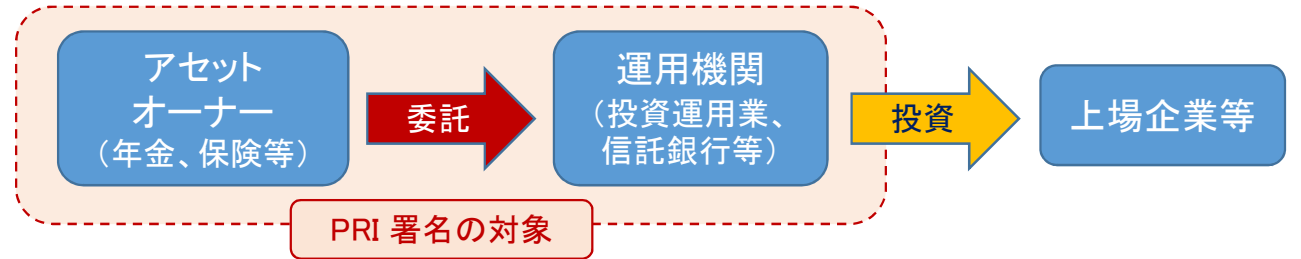 アセット
オーナー
（年金、保険等）
委託
運用機関
（投資運用業、
信託銀行等）
投資
上場企業等
PRI 署名の対象